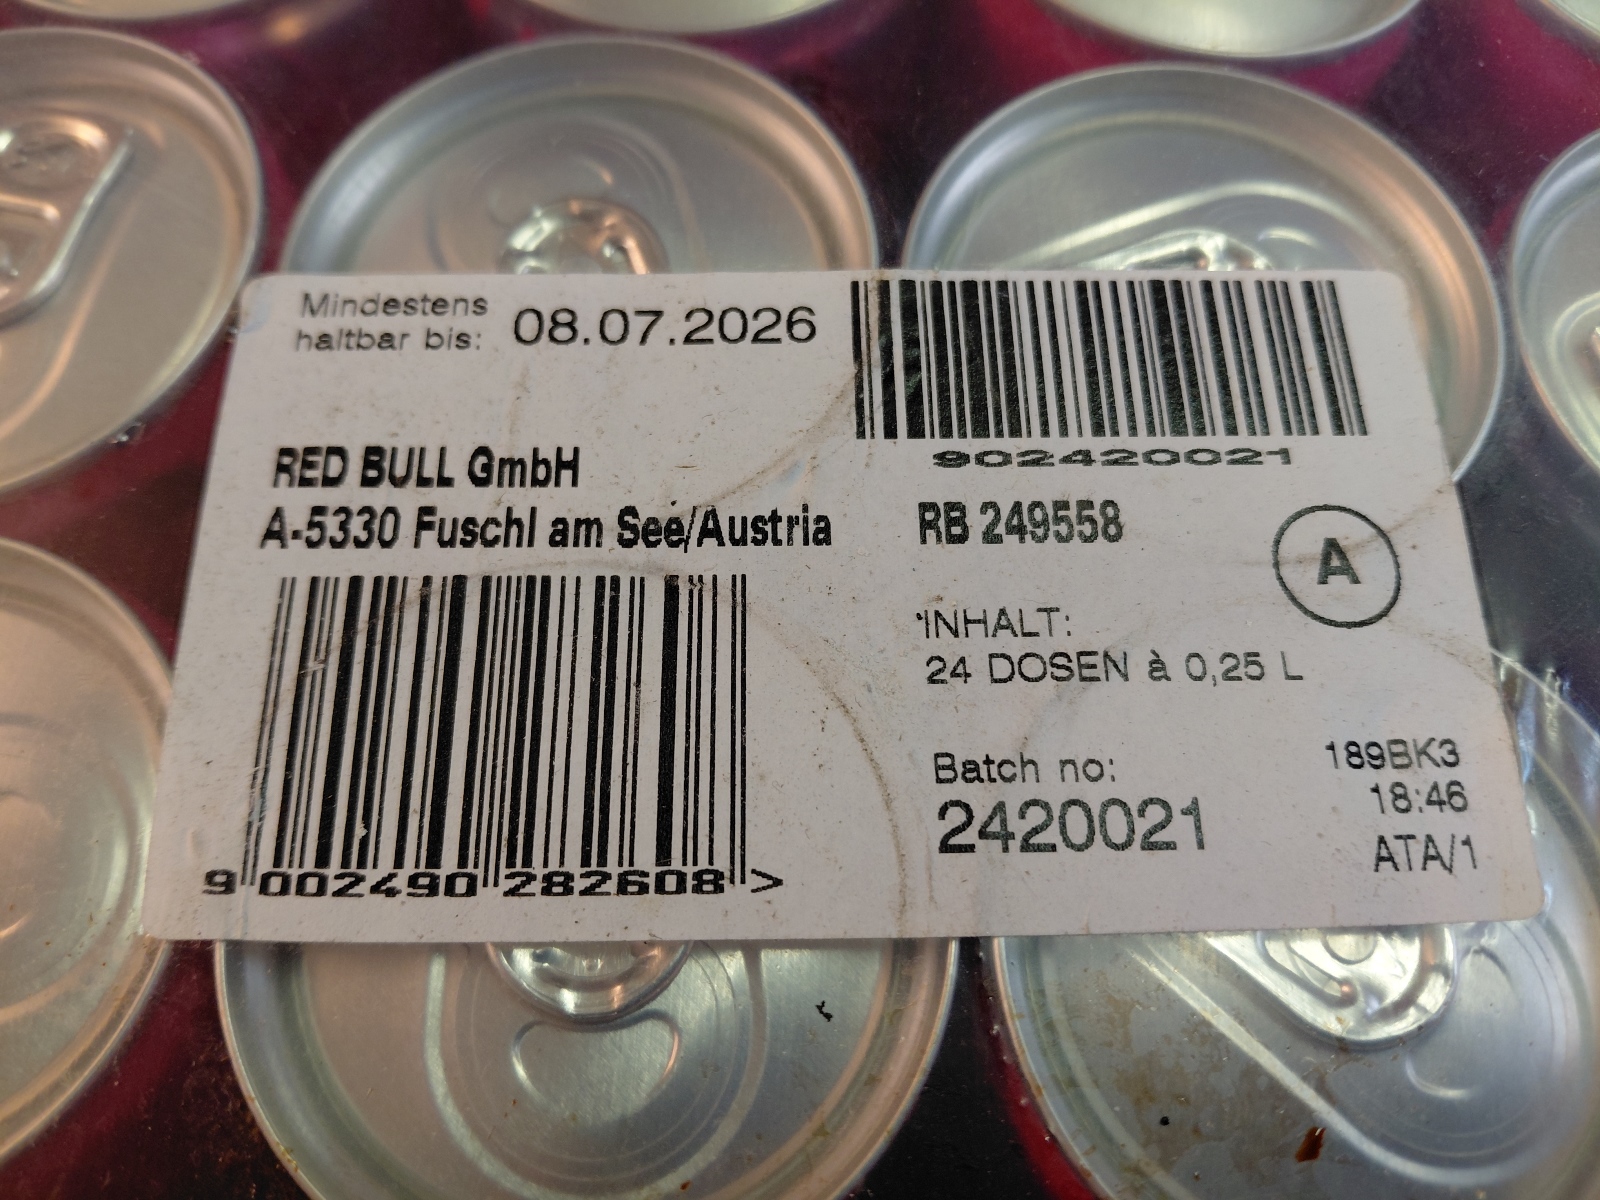 Mindestens
haltbar bis: 08.07.2026
902420021
RED BULL GmbH
A-5330 Fuschl am See/Austria
RB 249558
A
INHALT:
24 DOSEN à 0,25 L
Batch no:
2420021
189BK3
18:46
ATA/1
9 002490 282608 >